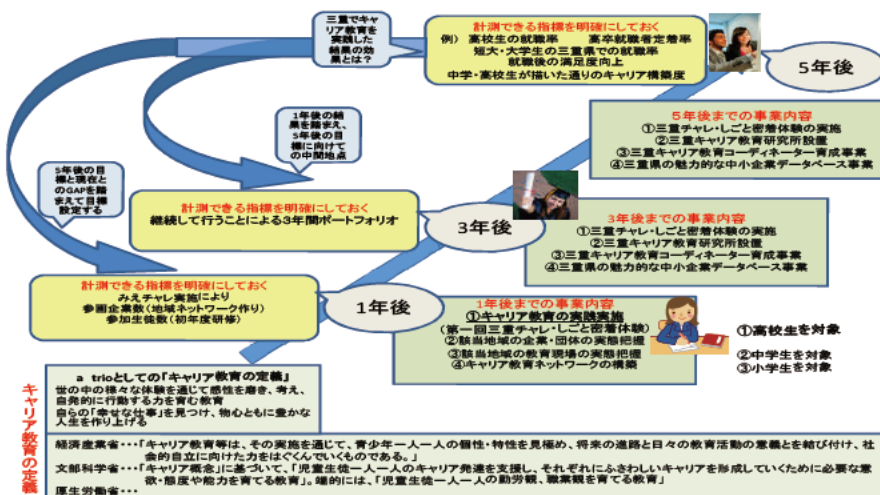 三重でキャ
リア教育を
実践した
結果の効
果とは？
計測できる指標を明確にしておく
例）　高校生の就職率　　高卒就職者定着率
短大・大学生の三重県での就職率
就職後の満足度向上
中学・高校生が描いた通りのキャリア構築度
5年後
1年後の結
果を踏まえ、
5年後の目
標に向けて
の中間地点
5年後までの事業内容
①三重チャレ・しごと密着体験の実施
②三重キャリア教育研究所設置
③三重キャリア教育コーディネーター育成事業
④三重県の魅力的な中小企業データベース事業
5年後の目
標と現在と
のGAPを踏
まえて目標
設定する
計測できる指標を明確にしておく
継続して行うことによる3年間ポートフォリオ
3年後
3年後までの事業内容
①三重チャレ・しごと密着体験の実施
②三重キャリア教育研究所設置
③三重キャリア教育コーディネーター育成事業
④三重県の魅力的な中小企業データベース事業
計測できる指標を明確にしておく
みえチャレ実施により
参画企業数（地域ネットワーク作り）
参加生徒数（初年度研修）
1年後
1年後までの事業内容
①キャリア教育の実践実施
（第一回三重チャレ・しごと密着体験）
②該当地域の企業・団体の実態把握
③該当地域の教育現場の実態把握
④キャリア教育ネットワークの構築
①高校生を対象
②中学生を対象
③小学生を対象
キャリア教育の定義
a trioとしての「キャリア教育の定義」
世の中の様々な体験を通じて感性を磨き、考え、
自発的に行動する力を育む教育
自らの「幸せな仕事」を見つけ、物心ともに豊かな
人生を作り上げる
経済産業省・・・「キャリア教育等は、その実施を通じて、青少年一人一人の個性・特性を見極め、将来の進路と日々の教育活動の意義とを結び付け、社
会的自立に向けた力をはぐくんでいくものである。」
文部科学省・・・「キャリア概念」に基づいて、「児童生徒一人一人のキャリア発達を支援し、それぞれにふさわしいキャリアを形成していくために必要な意
欲・態度や能力を育てる教育」。端的には、「児童生徒一人一人の勤労観、職業観を育てる教育」
厚生労働省・・・